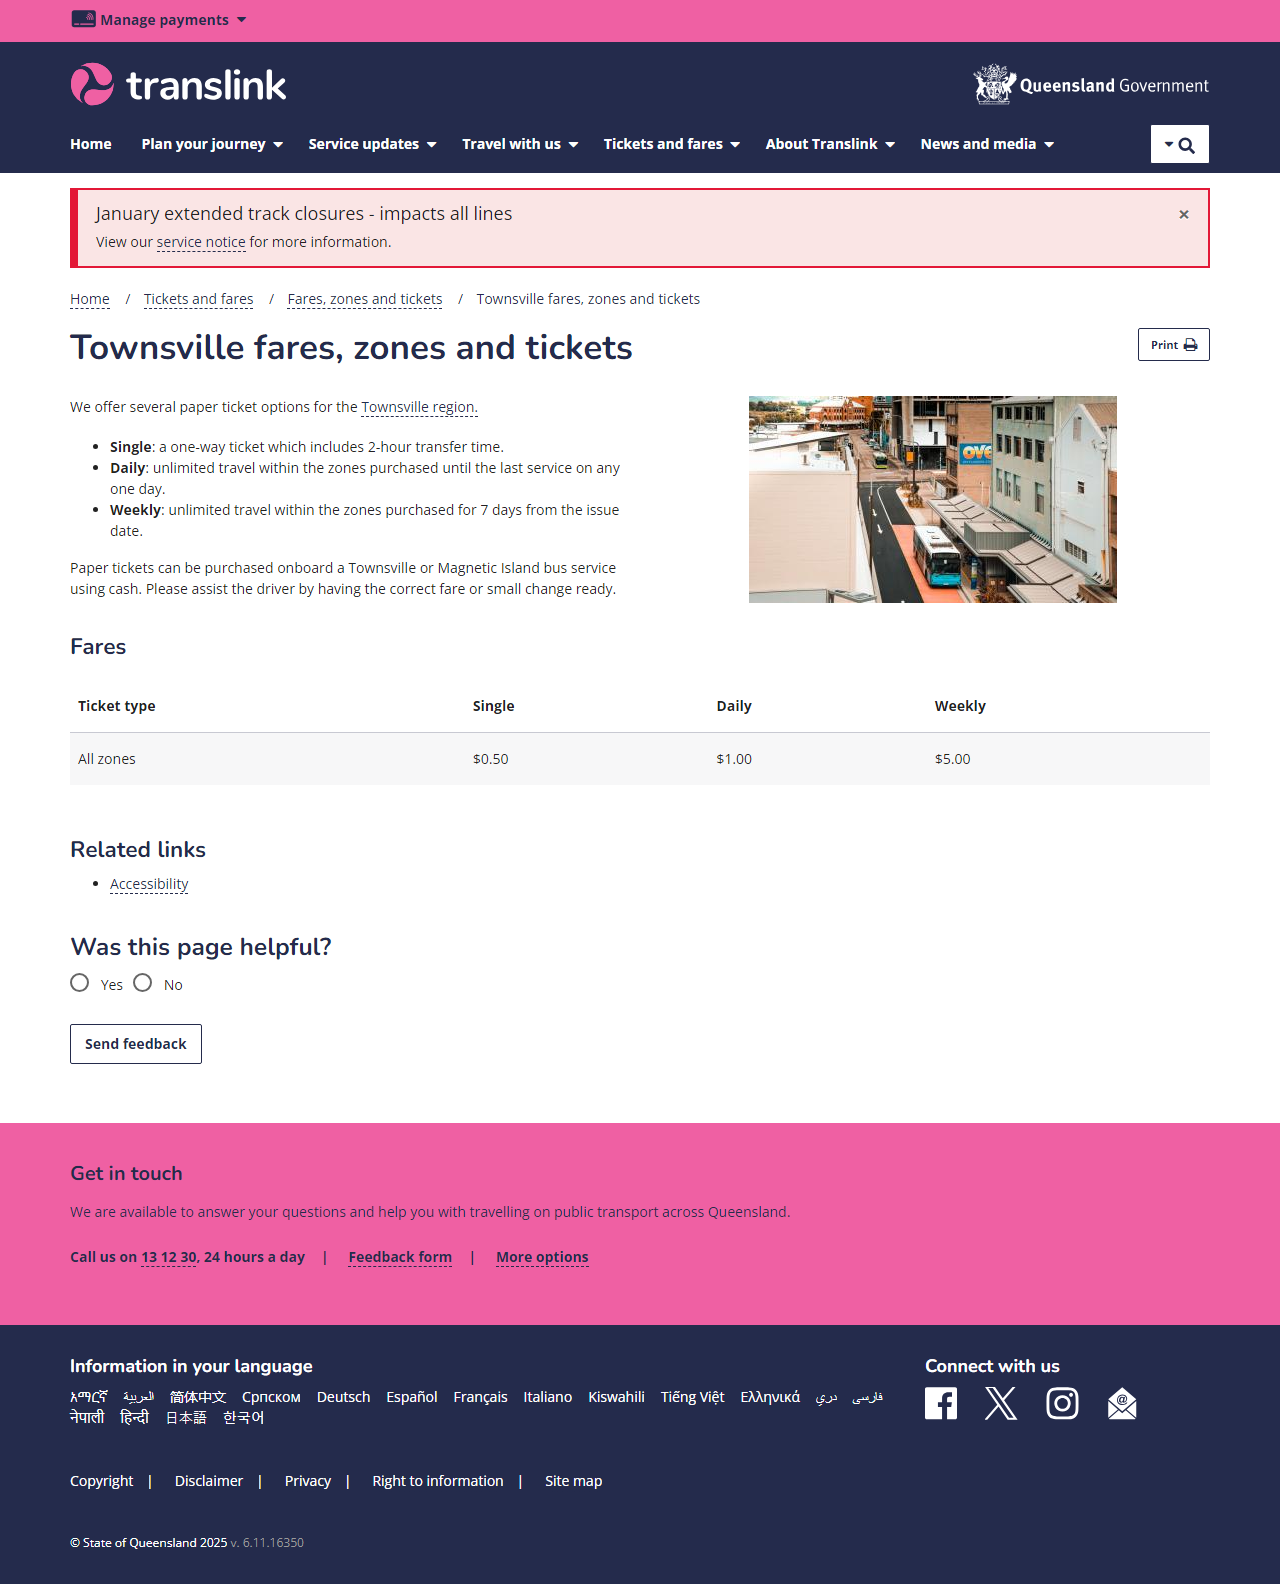 Manage payments
translink
Queensland Government
Home Plan your journey Service updates Travel with us Tickets and fares About Translink News and media
January extended track closures - impacts all lines ×
View our service notice for more information.
Home / Tickets and fares / Fares, zones and tickets / Townsville fares, zones and tickets
Townsville fares, zones and tickets
Print
We offer several paper ticket options for the Townsville region.
• Single: a one-way ticket which includes 2-hour transfer time.
• Daily: unlimited travel within the zones purchased until the last service on any
one day.
• Weekly: unlimited travel within the zones purchased for 7 days from the issue
date.
Paper tickets can be purchased onboard a Townsville or Magnetic Island bus service
using cash. Please assist the driver by having the correct fare or small change ready.
Fares
Ticket type Single Daily Weekly
All zones $0.50 $1.00 $5.00
Related links
• Accessibility
Was this page helpful?
Yes No
Send feedback
Get in touch
We are available to answer your questions and help you with travelling on public transport across Queensland.
Call us on 13 12 30, 24 hours a day | Feedback form | More options
Information in your language
አማርኛ العربية 简体中文 Српском Deutsch Español Français Italiano Kiswahili Tiếng Việt Ελληνικά دري فارسی
नेपाली हिन्दी 日本語 한국어
Connect with us
Copyright | Disclaimer | Privacy | Right to information | Site map
© State of Queensland 2025 v. 6.11.16350